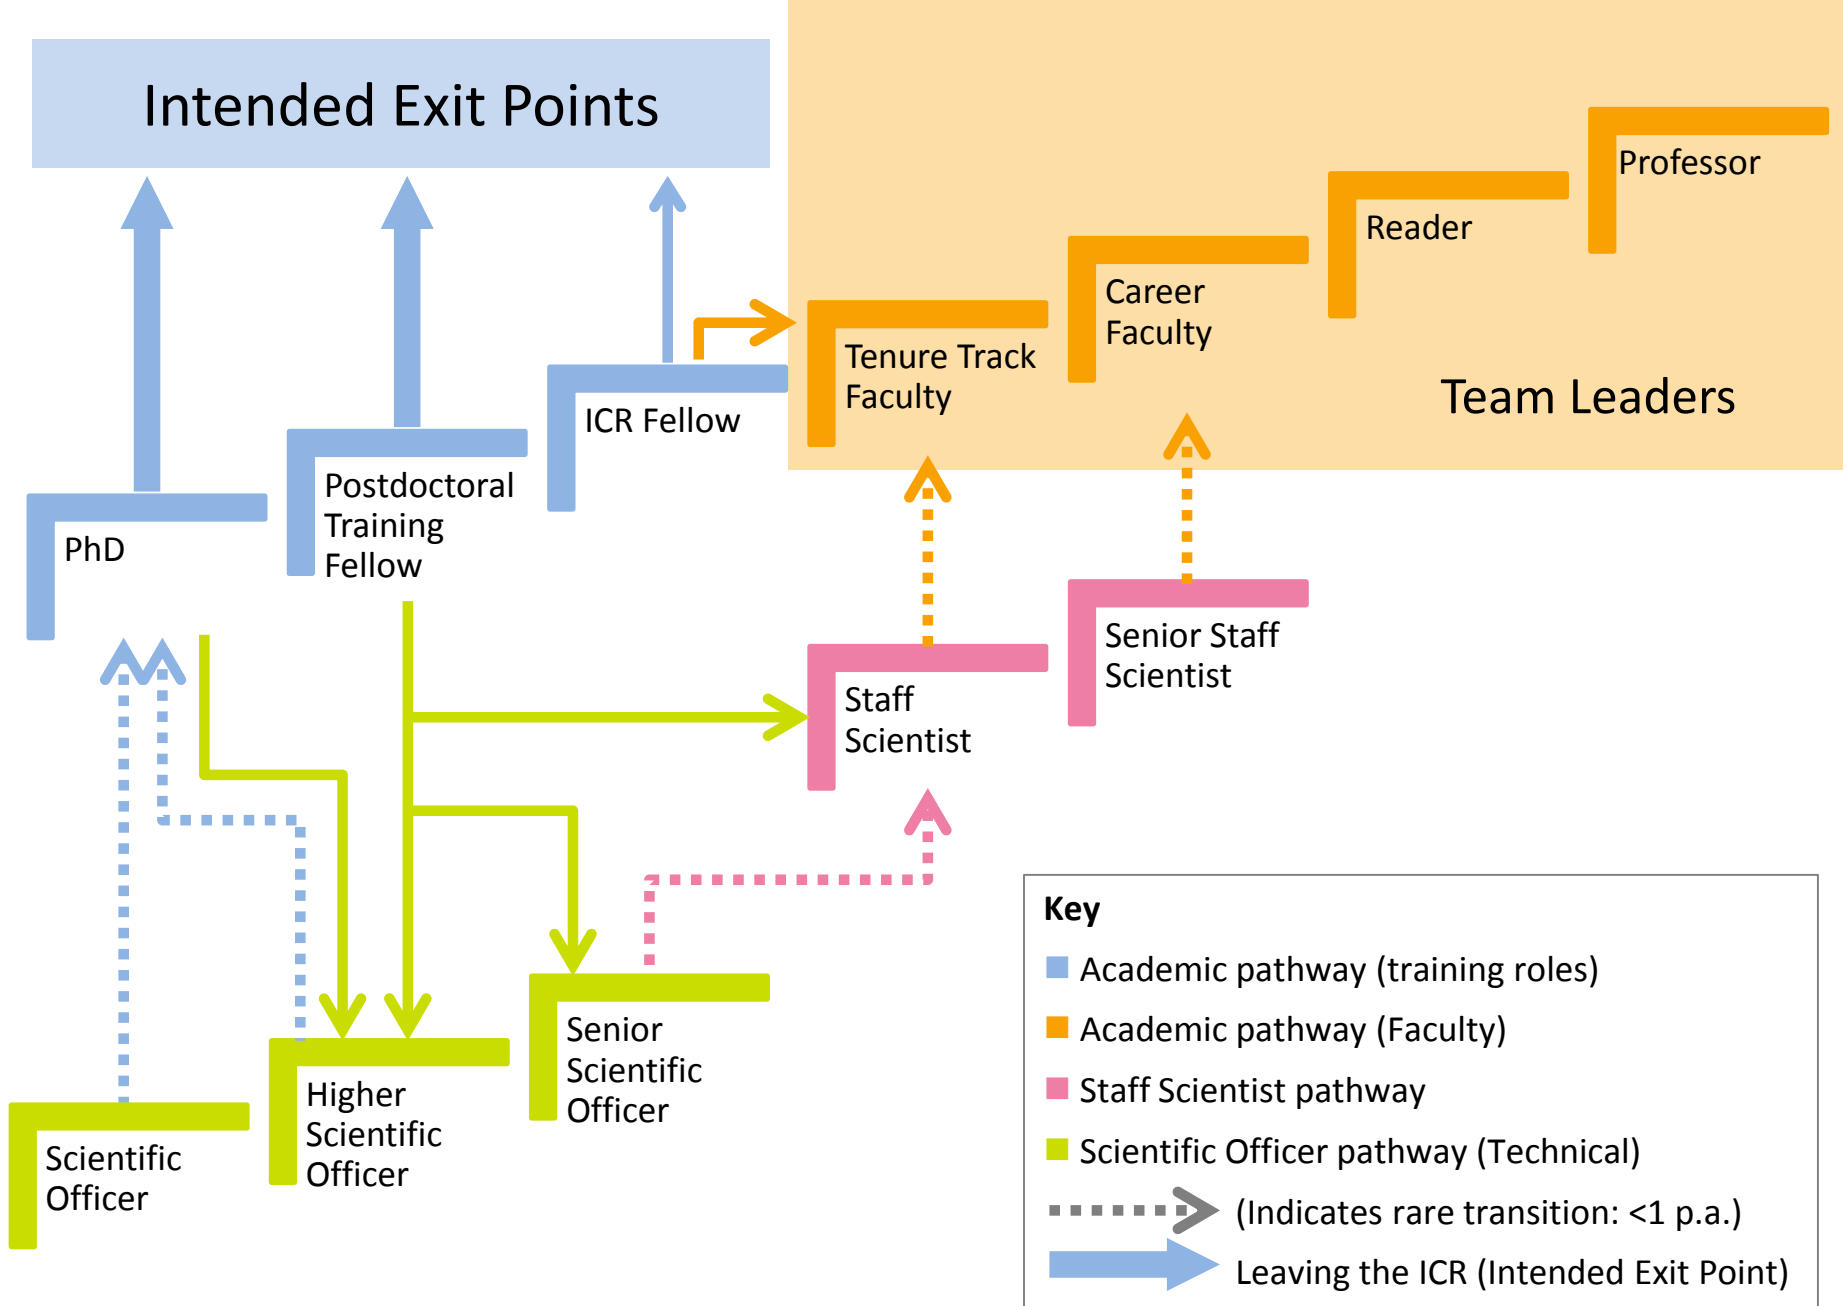 Intended Exit Points
Professor
Reader
Career
Faculty
Tenure Track
Faculty
Team Leaders
ICR Fellow
Postdoctoral
Training
Fellow
PhD
Senior Staff
Scientist
Staff
Scientist
Senior
Scientific
Officer
Higher
Scientific
Officer
Scientific
Officer
Key
Academic pathway (training roles)
Academic pathway (Faculty)
Staff Scientist pathway
Scientific Officer pathway (Technical)
(Indicates rare transition: <1 p.a.)
Leaving the ICR (Intended Exit Point)